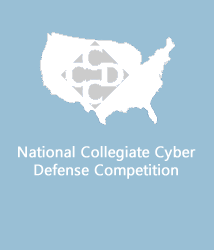 C
C D
C
National Collegiate Cyber
Defense Competition